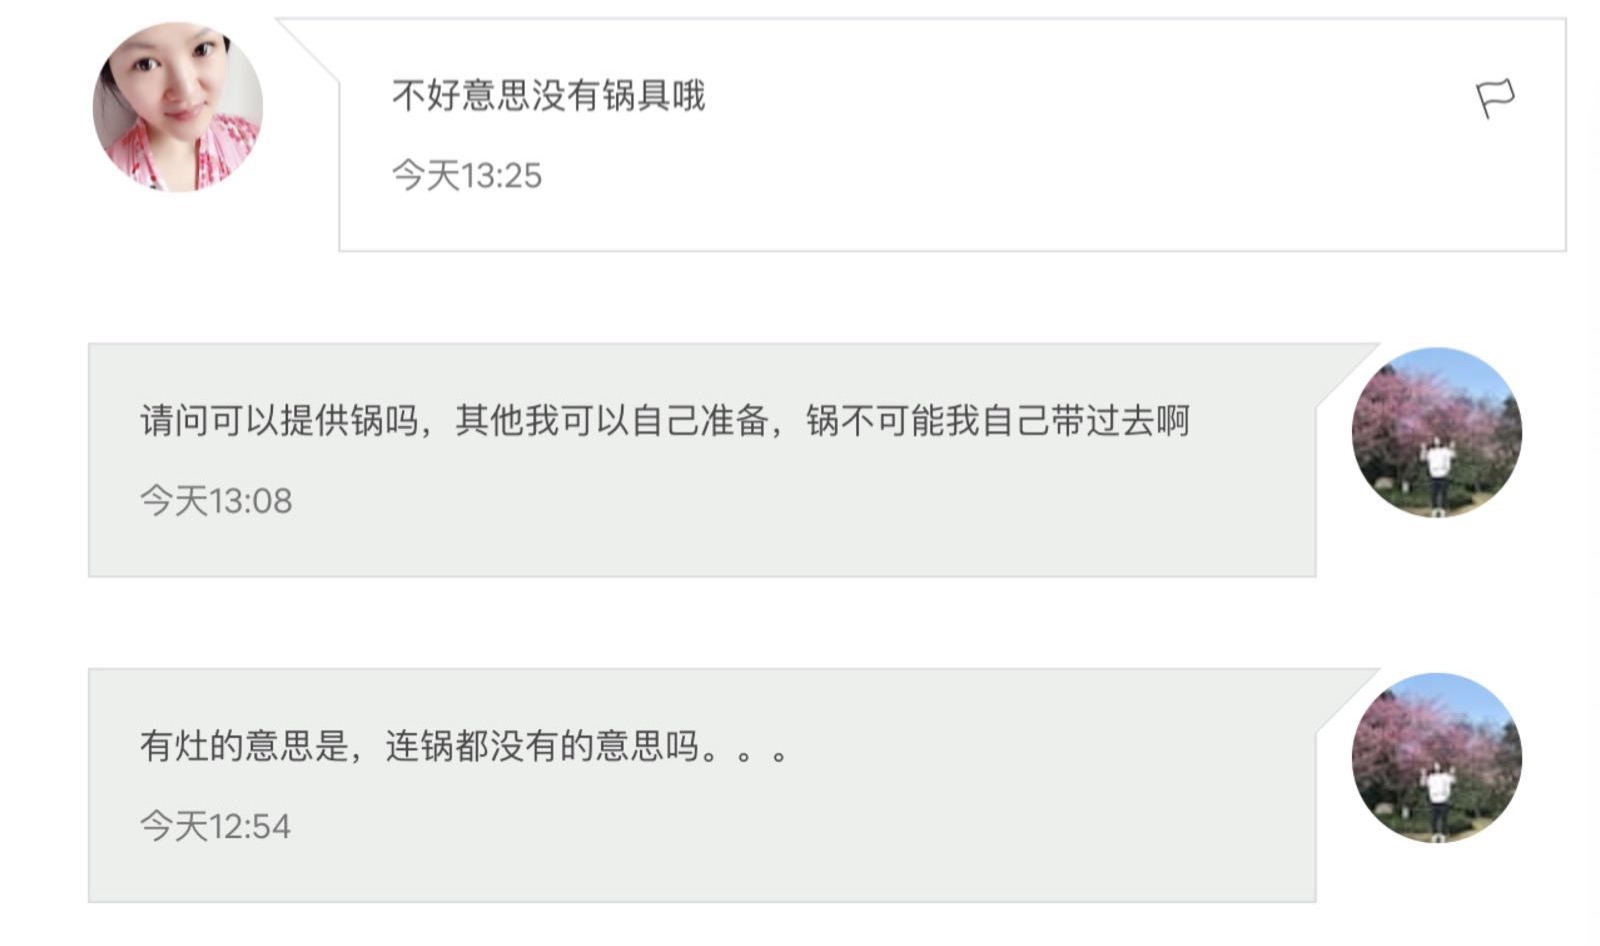 不好意思没有锅具哦
今天13:25
请问可以提供锅吗，其他我可以自己准备，锅不可能我自己带过去啊
今天13:08
有灶的意思是，连锅都没有的意思吗。。。
今天12:54